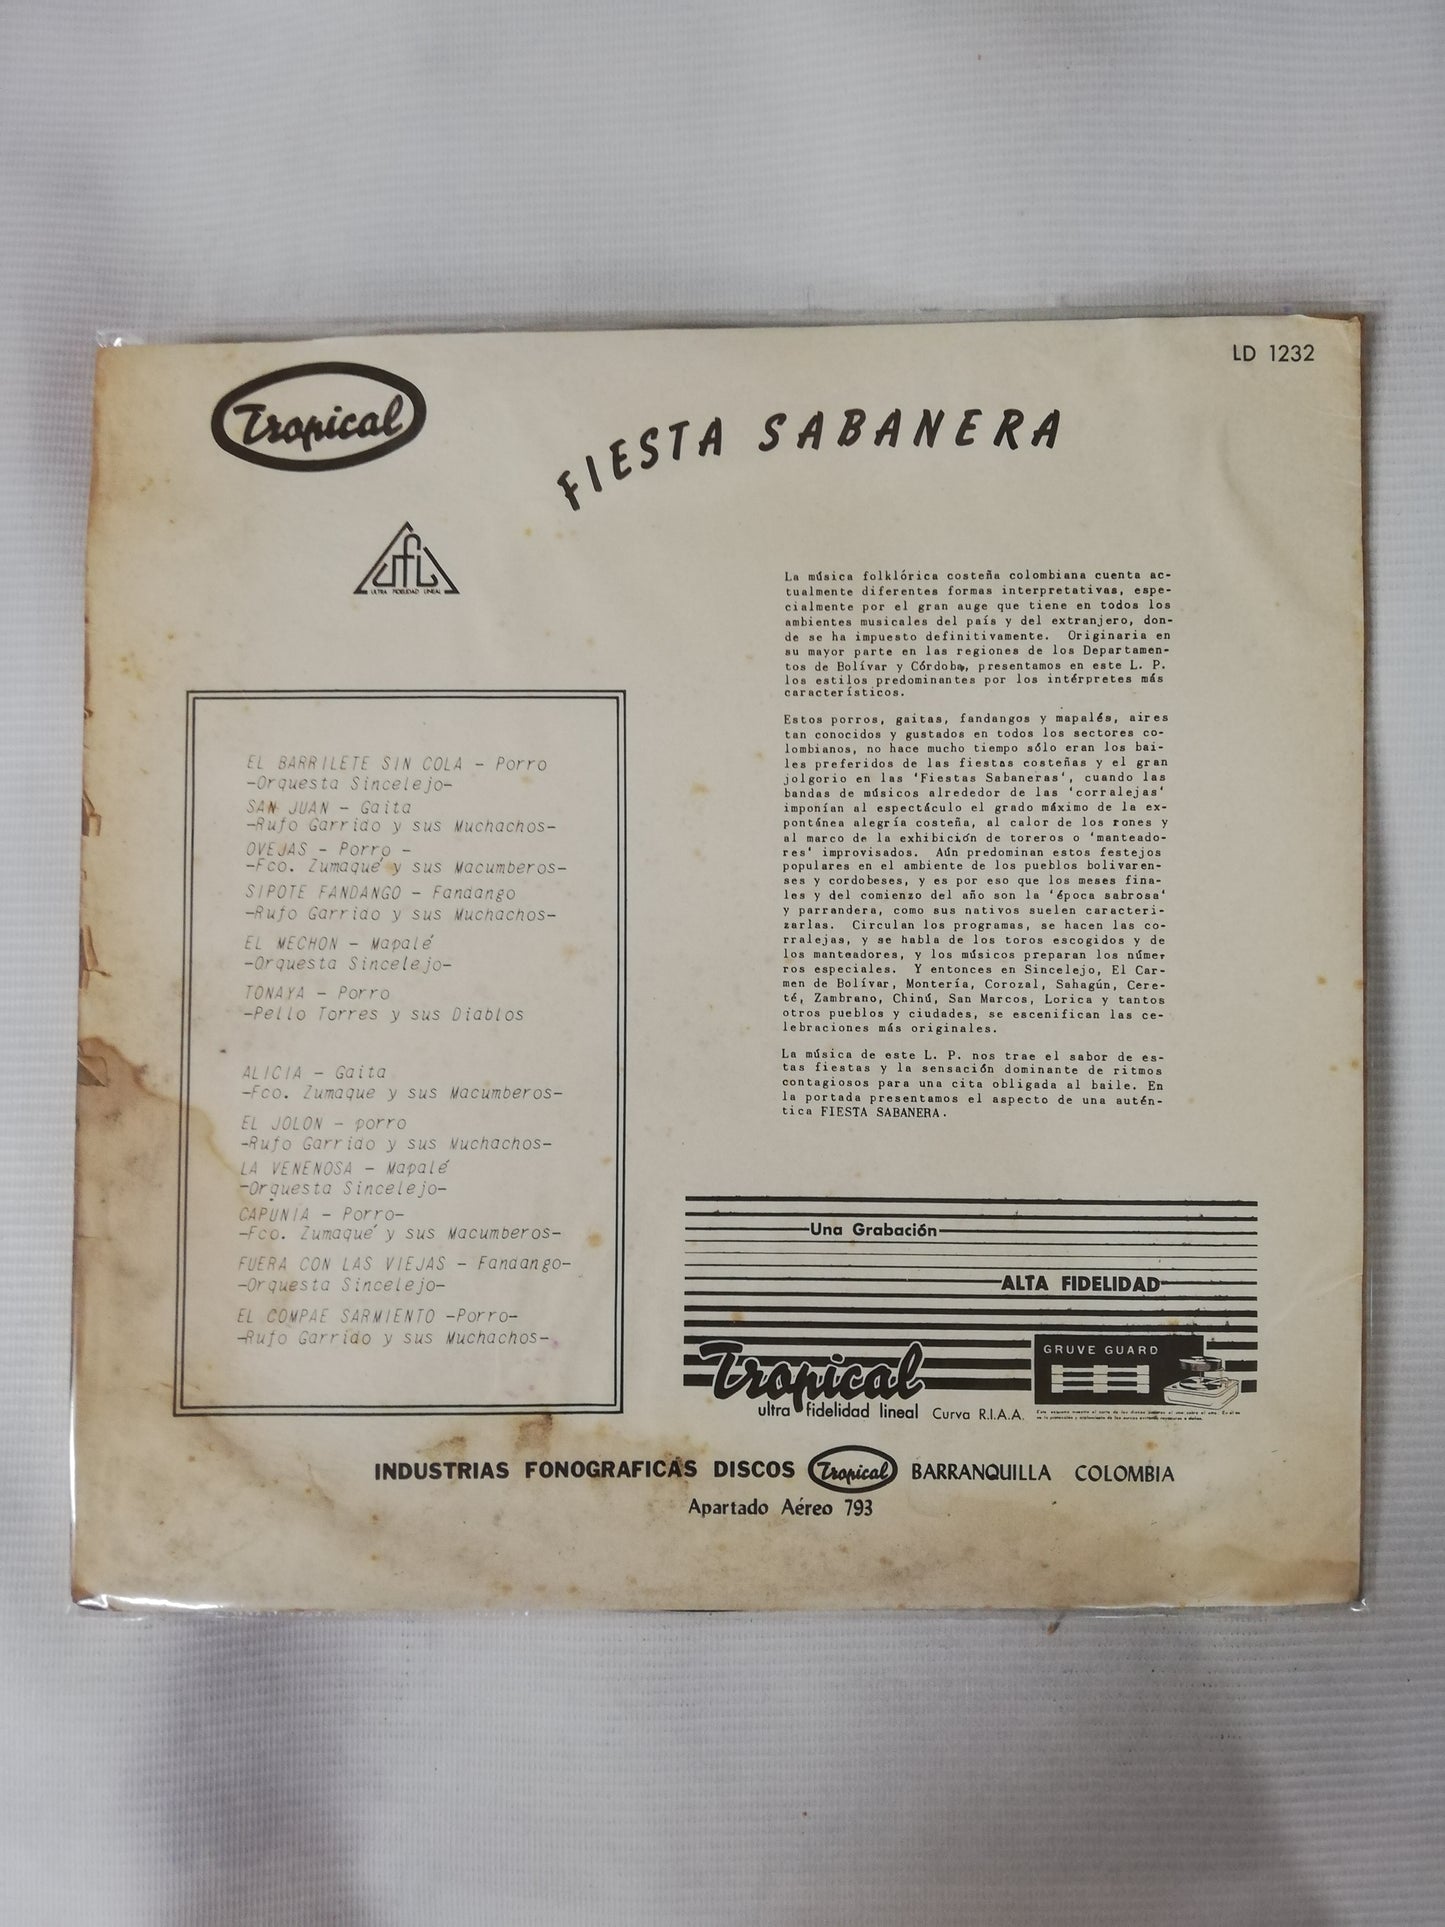 LD 1232
Tropical
FIESTA SABANERA
ufl
ULTRA FIDELIDAD LINEAL
EL BARRILETE SIN COLA - Porro
-Orquesta Sincelejo-
SAN JUAN - Gaita
-Rufo Garrido y sus Muchachos-
OVEJAS - Porro -
-Fco. Zumaqué y sus Macumberos-
SIPOTE FANDANGO - Fandango
-Rufo Garrido y sus Muchachos-
EL MECHON - Mapalé
-Orquesta Sincelejo-
TONAYA - Porro
-Pello Torres y sus Diablos
ALICIA - Gaita
-Fco. Zumaque y sus Macumberos-
EL JOLON - porro
-Rufo Garrido y sus Muchachos-
LA VENENOSA - Mapalé
-Orquesta Sincelejo-
CAPUNIA - Porro-
-Fco. Zumaqué y sus Macumberos-
FUERA CON LAS VIEJAS - Fandango-
-Orquesta Sincelejo-
EL COMPAE SARMIENTO -Porro-
-Rufo Garrido y sus Muchachos-
La música folklórica costeña colombiana cuenta ac-
tualmente diferentes formas interpretativas, espe-
cialmente por el gran auge que tiene en todos los
ambientes musicales del país y del extranjero, don-
de se ha impuesto definitivamente. Originaria en
su mayor parte en las regiones de los Departamen-
tos de Bolívar y Córdoba, presentamos en este L. P.
los estilos predominantes por los intérpretes más
característicos.
Estos porros, gaitas, fandangos y mapalés, aires
tan conocidos y gustados en todos los sectores co-
lombianos, no hace mucho tiempo sólo eran los bai-
les preferidos de las fiestas costeñas y el gran
jolgorio en las 'Fiestas Sabaneras', cuando las
bandas de músicos alrededor de las 'corralejas'
imponían al espectáculo el grado máximo de la ex-
pontánea alegría costeña, al calor de los rones y
al marco de la exhibición de toreros o 'manteado-
res' improvisados. Aún predominan estos festejos
populares en el ambiente de los pueblos bolivaren-
ses y cordobeses, y es por eso que los meses fina-
les y del comienzo del año son la 'época sabrosa'
y parrandera, como sus nativos suelen caracteri-
zarlas. Circulan los programas, se hacen las co-
rralejas, y se habla de los toros escogidos y de
los manteadores, y los músicos preparan los númer
ros especiales. Y entonces en Sincelejo, El Car-
men de Bolívar, Montería, Corozal, Sahagún, Cere-
té, Zambrano, Chinú, San Marcos, Lorica y tantos
otros pueblos y ciudades, se escenifican las ce-
lebraciones más originales.
La música de este L. P. nos trae el sabor de es-
tas fiestas y la sensación dominante de ritmos
contagiosos para una cita obligada al baile. En
la portada presentamos el aspecto de una autén-
tica FIESTA SABANERA.
Una Grabación
ALTA FIDELIDAD
Tropical
ultra fidelidad lineal Curva R.I.A.A.
GRUVE GUARD
INDUSTRIAS FONOGRAFICAS DISCOS Tropical BARRANQUILLA COLOMBIA
Apartado Aéreo 793